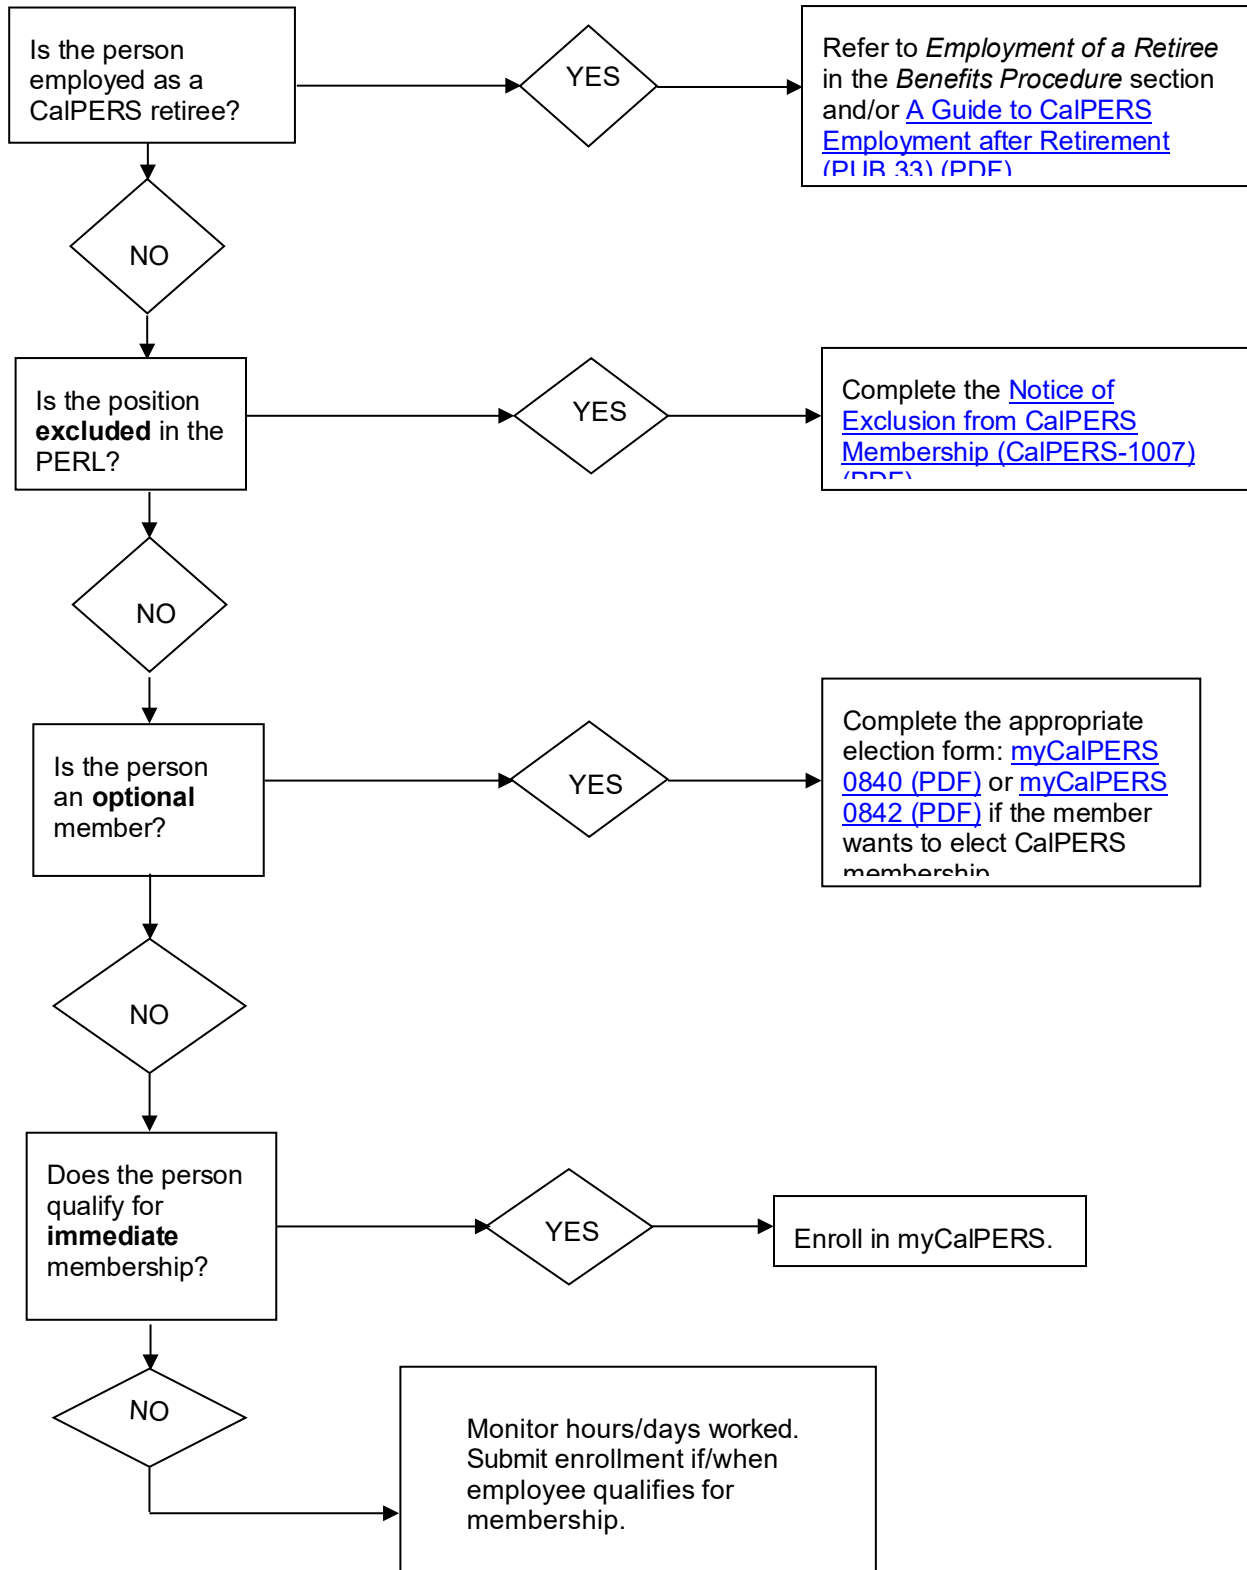 Is the person
employed as a
CalPERS retiree?
YES
Refer to Employment of a Retiree
in the Benefits Procedure section
and/or A Guide to CalPERS
Employment after Retirement
(PUB 33) (PDF)
NO
Is the position
excluded in the
PERL?
YES
Complete the Notice of
Exclusion from CalPERS
Membership (CalPERS-1007)
(PDF)
NO
Is the person
an optional
member?
YES
Complete the appropriate
election form: myCalPERS
0840 (PDF) or myCalPERS
0842 (PDF) if the member
wants to elect CalPERS
membership
NO
Does the person
qualify for
immediate
membership?
YES
Enroll in myCalPERS.
NO
Monitor hours/days worked.
Submit enrollment if/when
employee qualifies for
membership.